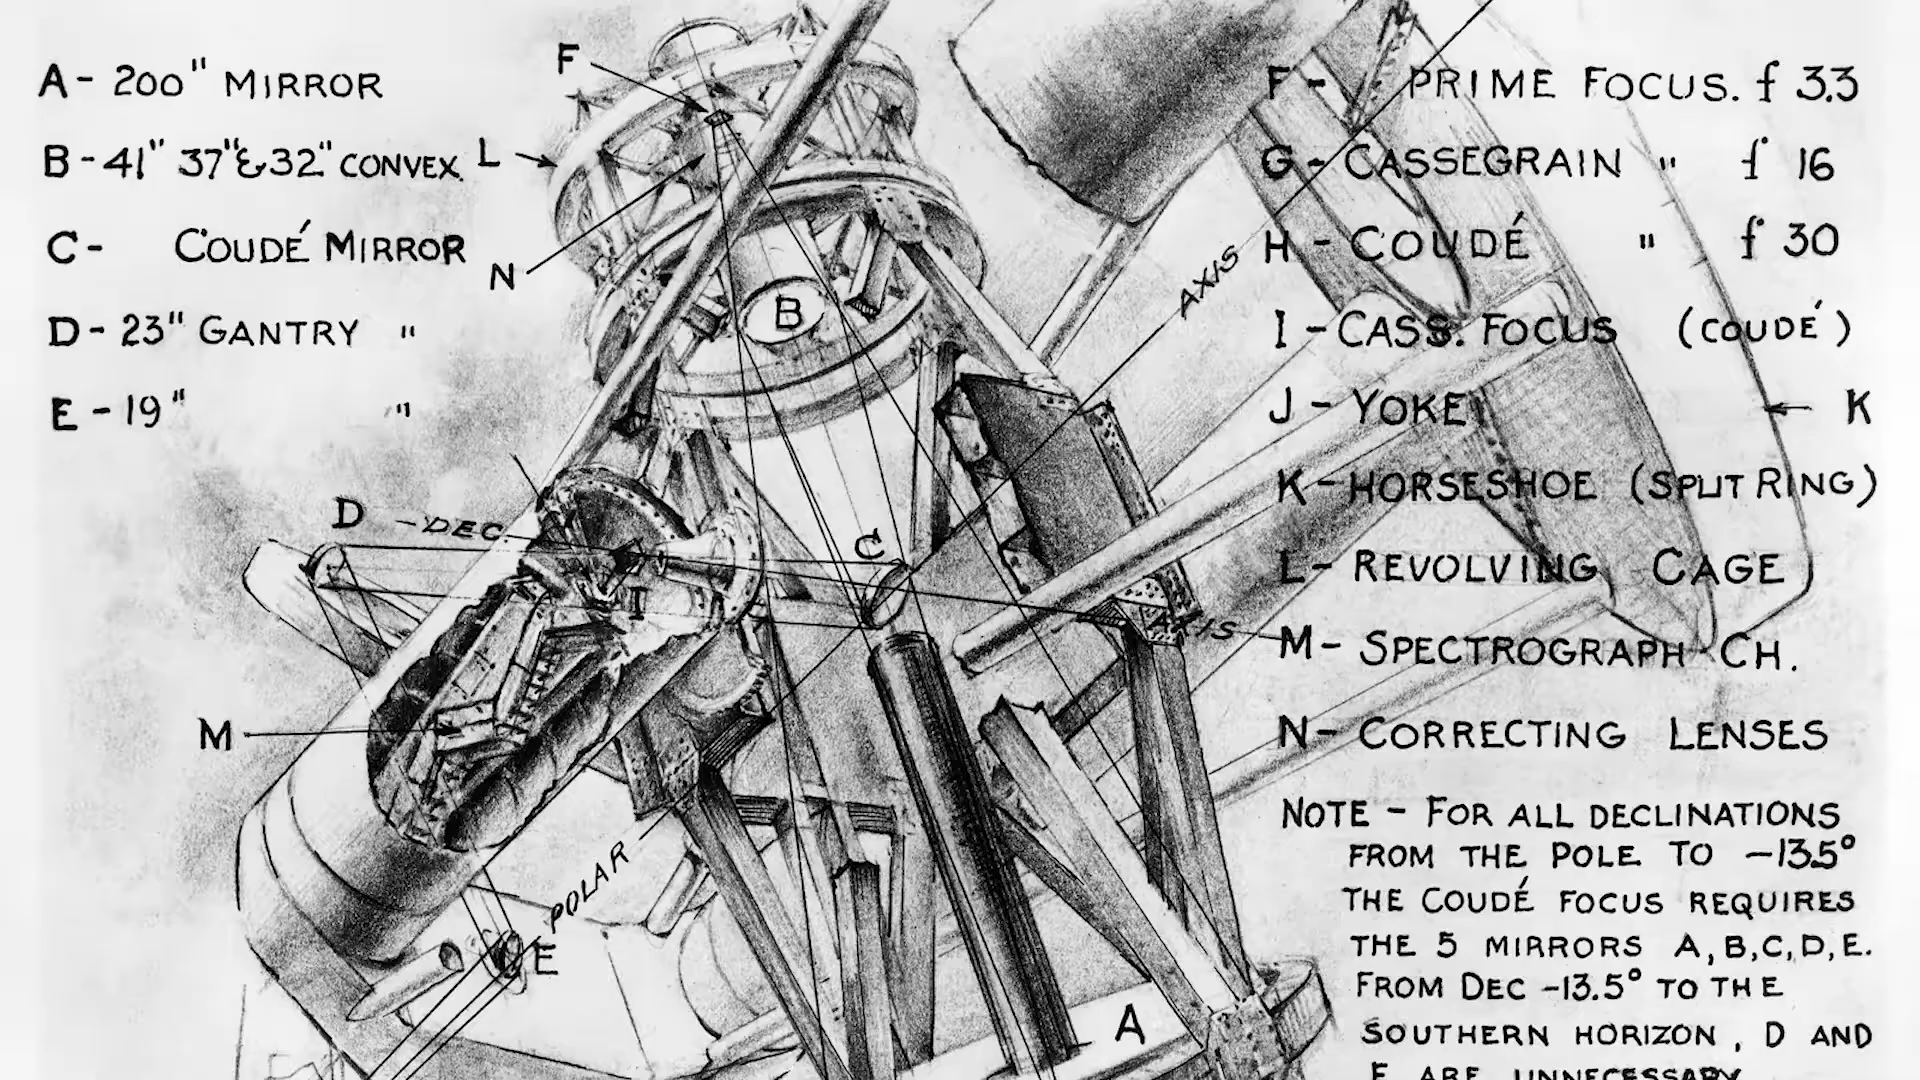 A - 200" MIRROR
B - 41" 37" & 32" CONVEX.
C - COUDÉ MIRROR
D - 23" GANTRY "
E - 19" "
F
L
N
B
D - DEC.
C
I
M
POLAR
E
A
AXIS
AXIS
K
F - PRIME FOCUS. f 3.3
G - CASSEGRAIN " f 16
H - COUDÉ " f 30
I - CASS. FOCUS (COUDÉ)
J - YOKE
K - HORSESHOE (SPLIT RING)
L - REVOLVING CAGE
M - SPECTROGRAPH CH.
N - CORRECTING LENSES
NOTE - FOR ALL DECLINATIONS
FROM THE POLE TO -13.5°
THE COUDÉ FOCUS REQUIRES
THE 5 MIRRORS A, B, C, D, E.
FROM DEC -13.5° TO THE
SOUTHERN HORIZON, D AND
E ARE UNNECESSARY